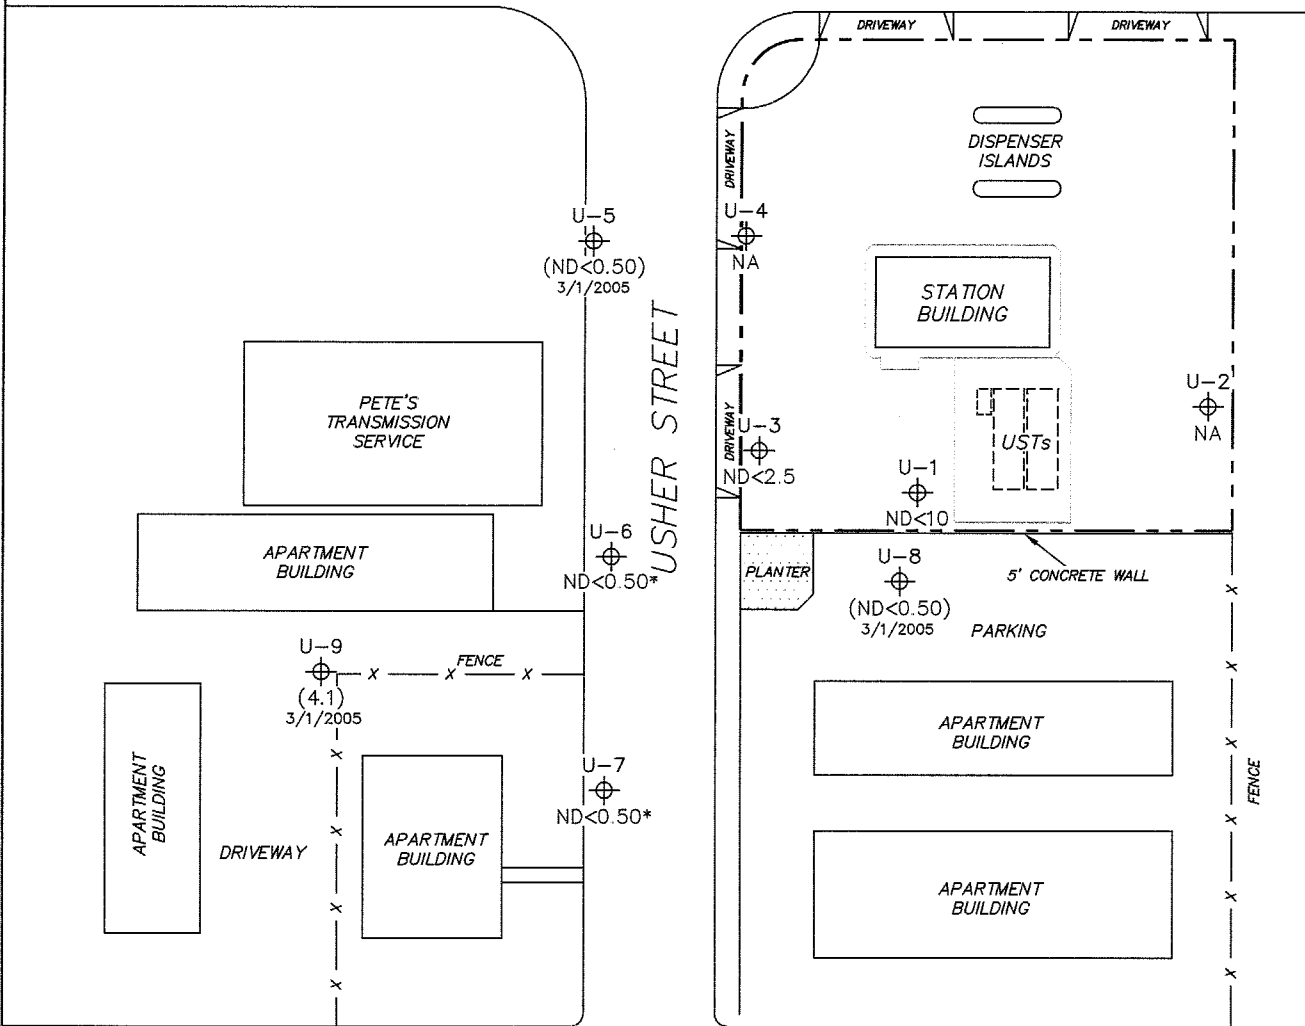 DRIVEWAY
DRIVEWAY
DISPENSER
ISLANDS
DRIVEWAY
U-5
(ND<0.50)
3/1/2005
U-4
NA
STATION
BUILDING
USHER STREET
PETE'S
TRANSMISSION
SERVICE
U-2
NA
DRIVEWAY
U-3
ND<2.5
USTs
U-1
ND<10
APARTMENT
BUILDING
U-6
ND<0.50*
PLANTER
U-8
(ND<0.50)
3/1/2005
5' CONCRETE WALL
PARKING
U-9
(4.1)
3/1/2005
X
X
X
FENCE
X
X
X
X
APARTMENT
BUILDING
DRIVEWAY
APARTMENT
BUILDING
U-7
ND<0.50*
APARTMENT
BUILDING
APARTMENT
BUILDING
X
X
X
X
X
X
FENCE